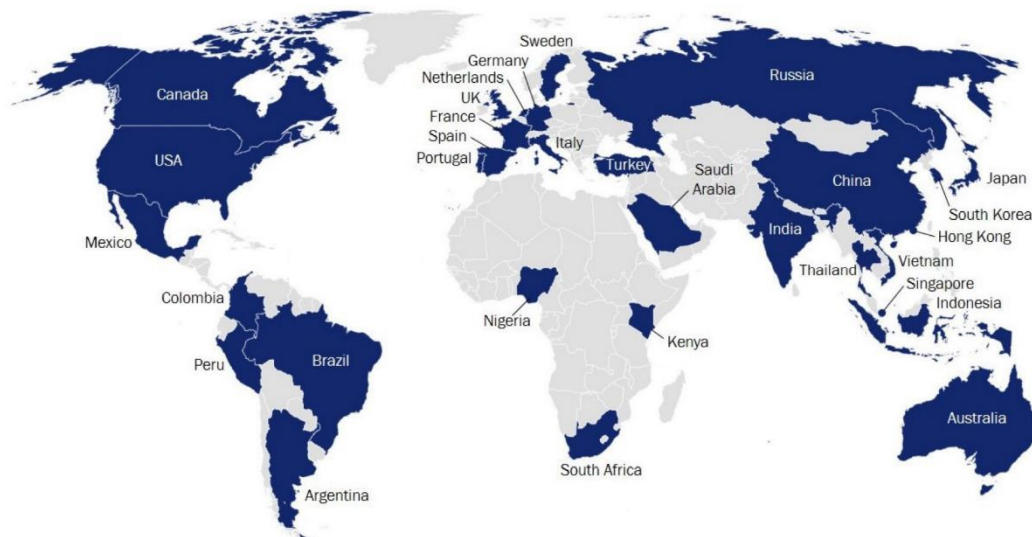 Sweden
Germany
Netherlands
Russia
Canada
UK
France
Italy
Spain
USA
Portugal
Turkey
Saudi
Arabia
China
Japan
South Korea
India
Hong Kong
Mexico
Vietnam
Thailand
Singapore
Colombia
Indonesia
Nigeria
Kenya
Peru
Brazil
Australia
South Africa
Argentina